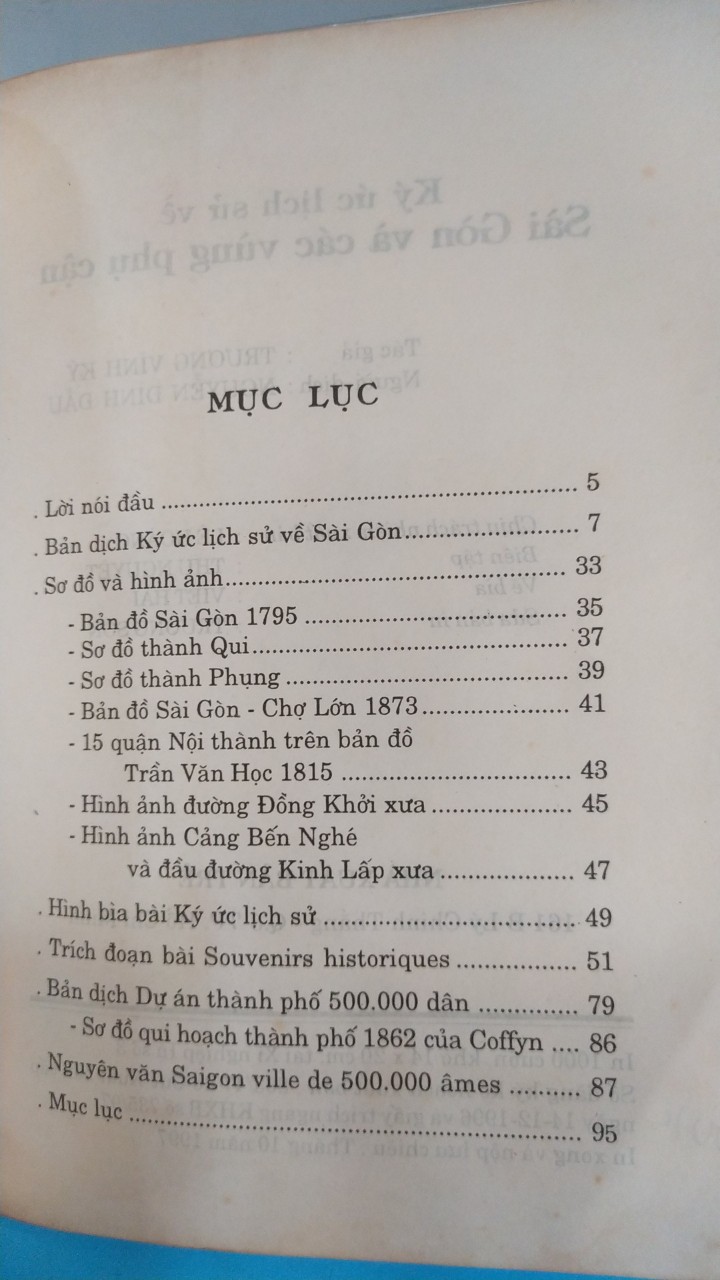 MỤC LỤC
. Lời nói đầu .......... 5
. Bản dịch Ký ức lịch sử về Sài Gòn.......... 7
. Sơ đồ và hình ảnh.......... 33
- Bản đồ Sài Gòn 1795 .......... 35
- Sơ đồ thành Qui.......... 37
- Sơ đồ thành Phụng .......... 39
- Bản đồ Sài Gòn - Chợ Lớn 1873.......... 41
- 15 quận Nội thành trên bản đồ
Trần Văn Học 1815 .......... 43
- Hình ảnh đường Đồng Khởi xưa .......... 45
- Hình ảnh Cảng Bến Nghé
và đầu đường Kinh Lấp xưa .......... 47
. Hình bìa bài Ký ức lịch sử .......... 49
. Trích đoạn bài Souvenirs historiques .......... 51
. Bản dịch Dự án thành phố 500.000 dân .......... 79
- Sơ đồ qui hoạch thành phố 1862 của Coffyn .... 86
. Nguyên văn Saigon ville de 500.000 âmes .......... 87
. Mục lục .......... 95